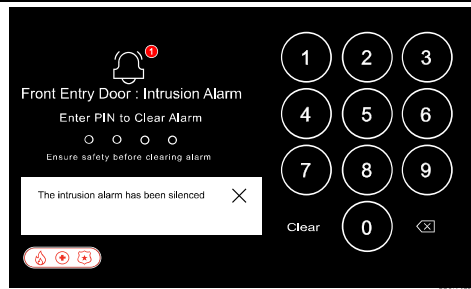 1
Front Entry Door : Intrusion Alarm
Enter PIN to Clear Alarm
Ensure safety before clearing alarm
The intrusion alarm has been silenced
1 2 3
4 5 6
7 8 9
Clear 0